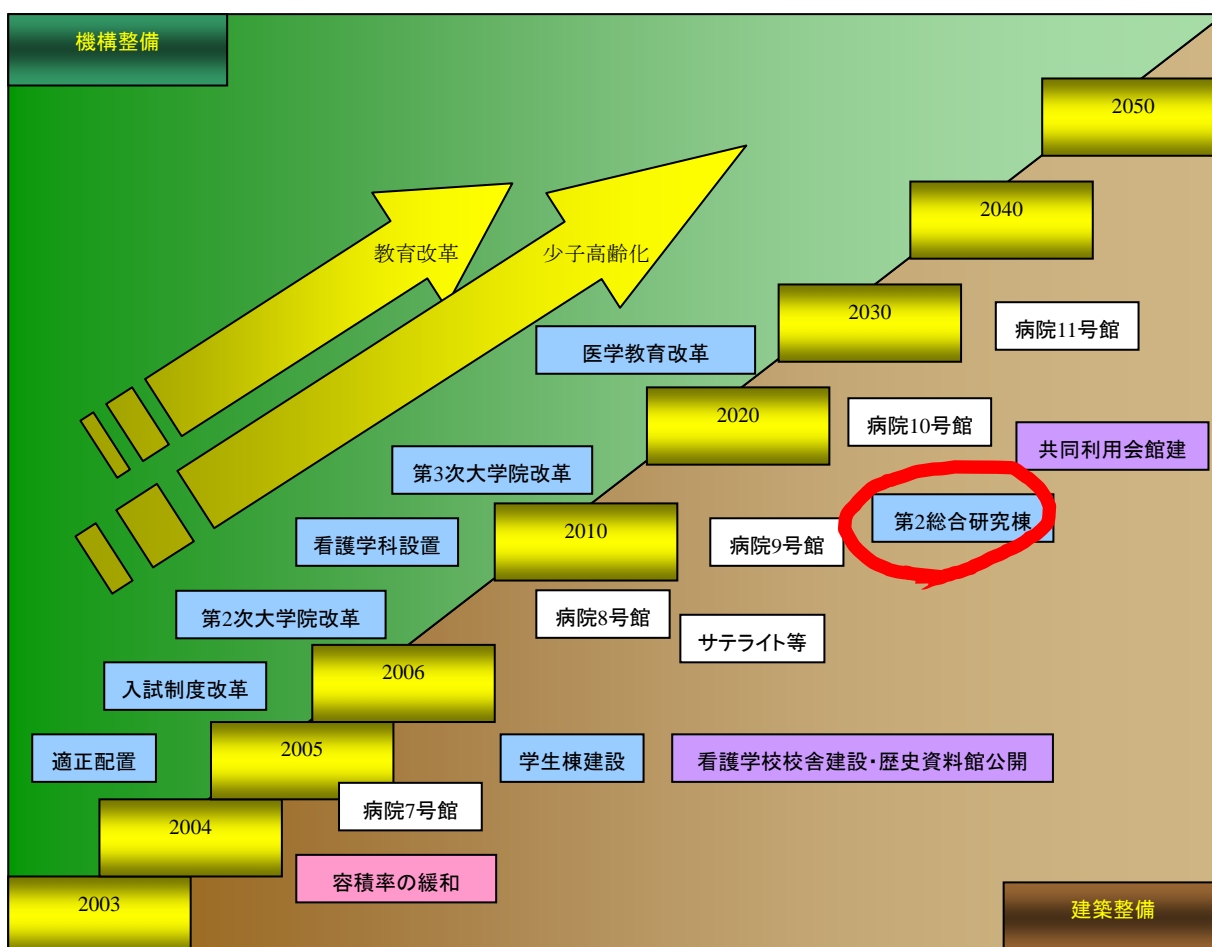 機構整備
2050
2040
教育改革
少子高齢化
2030
病院11号館
医学教育改革
2020
病院10号館
共同利用会館建
第3次大学院改革
第2総合研究棟
看護学科設置
2010
病院9号館
第2次大学院改革
病院8号館
サテライト等
入試制度改革
2006
適正配置
2005
学生棟建設
看護学校校舎建設・歴史資料館公開
病院7号館
2004
容積率の緩和
2003
建築整備